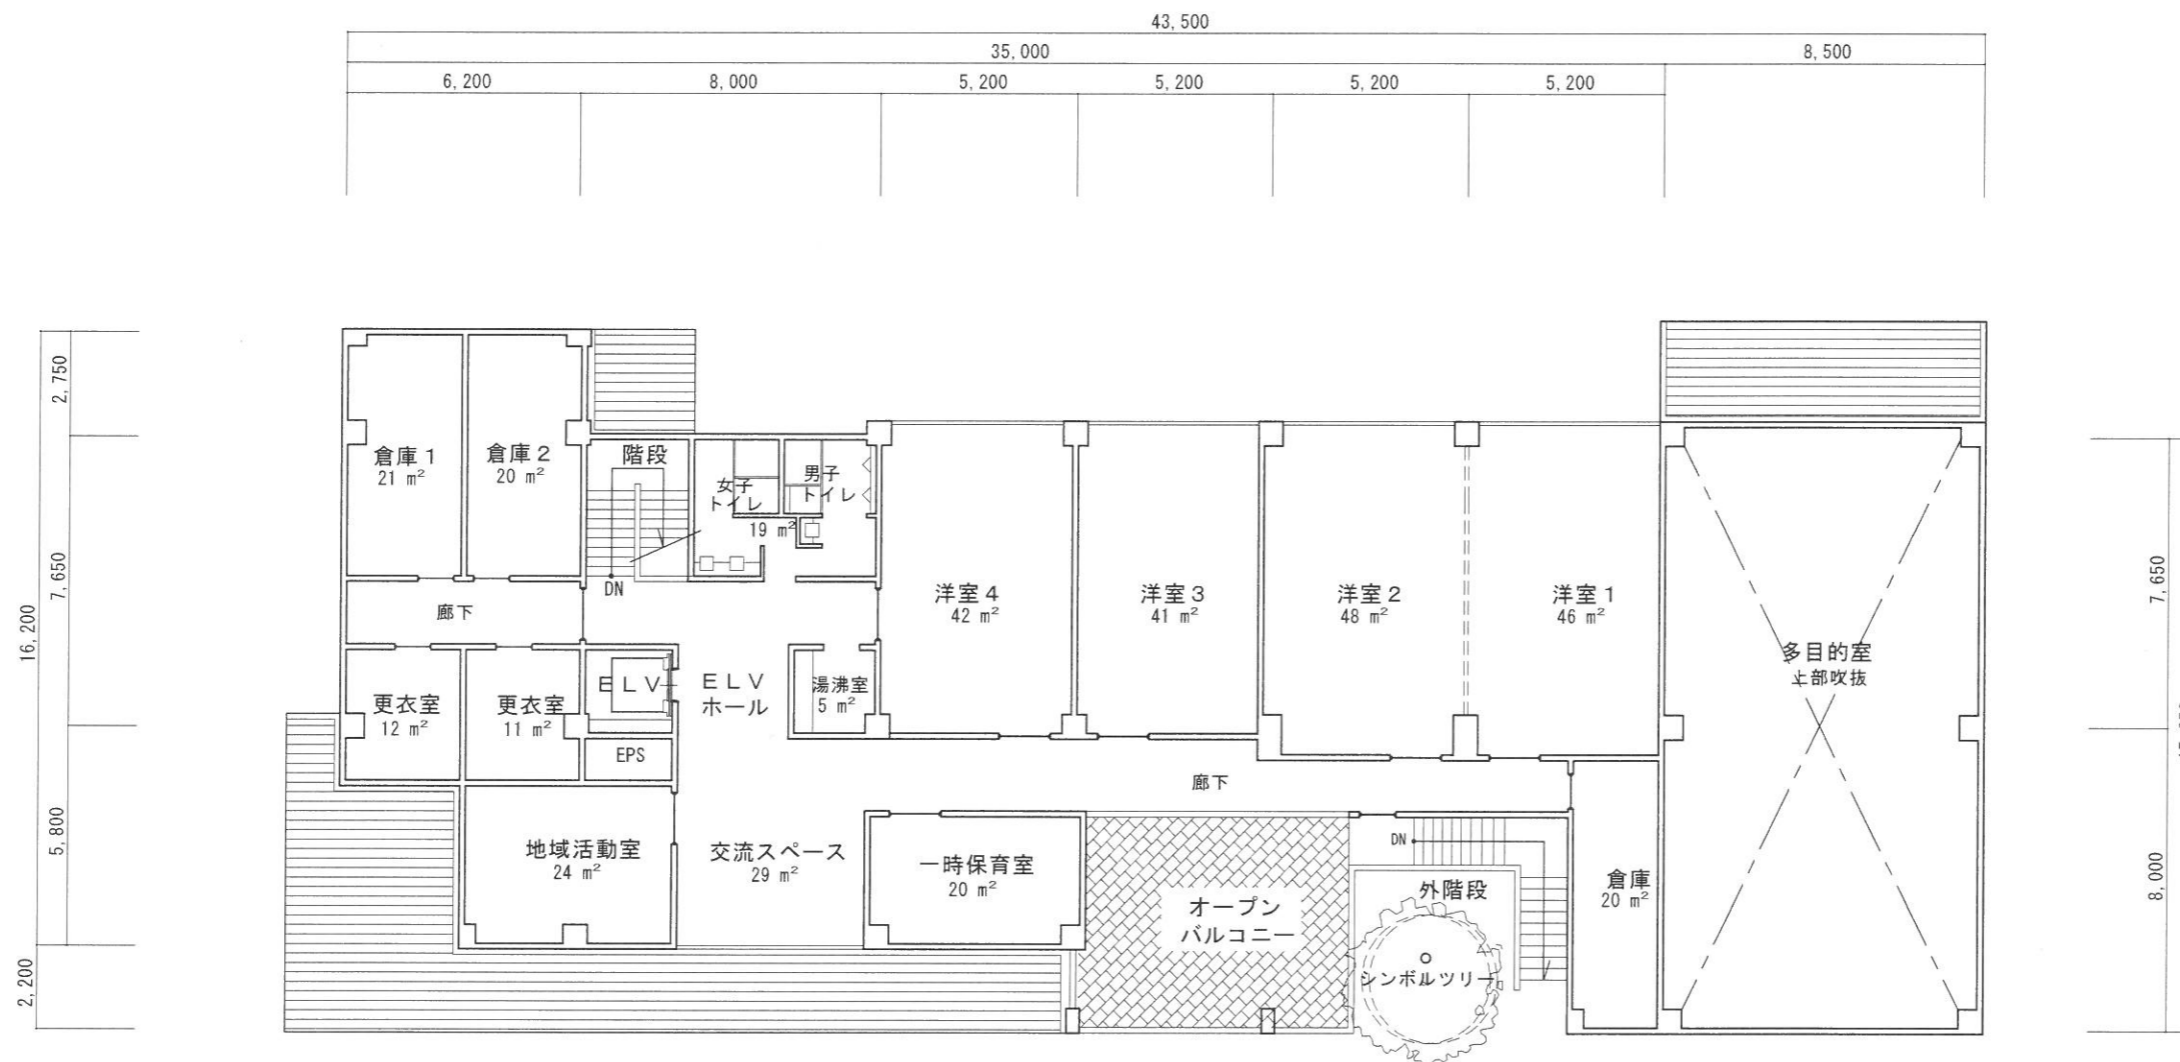 43,500
35,000
8,500
6,200
8,000
5,200
5,200
5,200
5,200
2,750
7,650
16,200
5,800
2,200
7,650
8,000
倉庫1
21 m²
倉庫2
20 m²
階段
DN
女子
トイレ
男子
トイレ
19 m²
廊下
更衣室
12 m²
更衣室
11 m²
ELV
EPS
ELV
ホール
湯沸室
5 m²
洋室4
42 m²
洋室3
41 m²
洋室2
48 m²
洋室1
46 m²
多目的室
上部吹抜
廊下
地域活動室
24 m²
交流スペース
29 m²
一時保育室
20 m²
オープン
バルコニー
DN
外階段
シンボルツリー
倉庫
20 m²